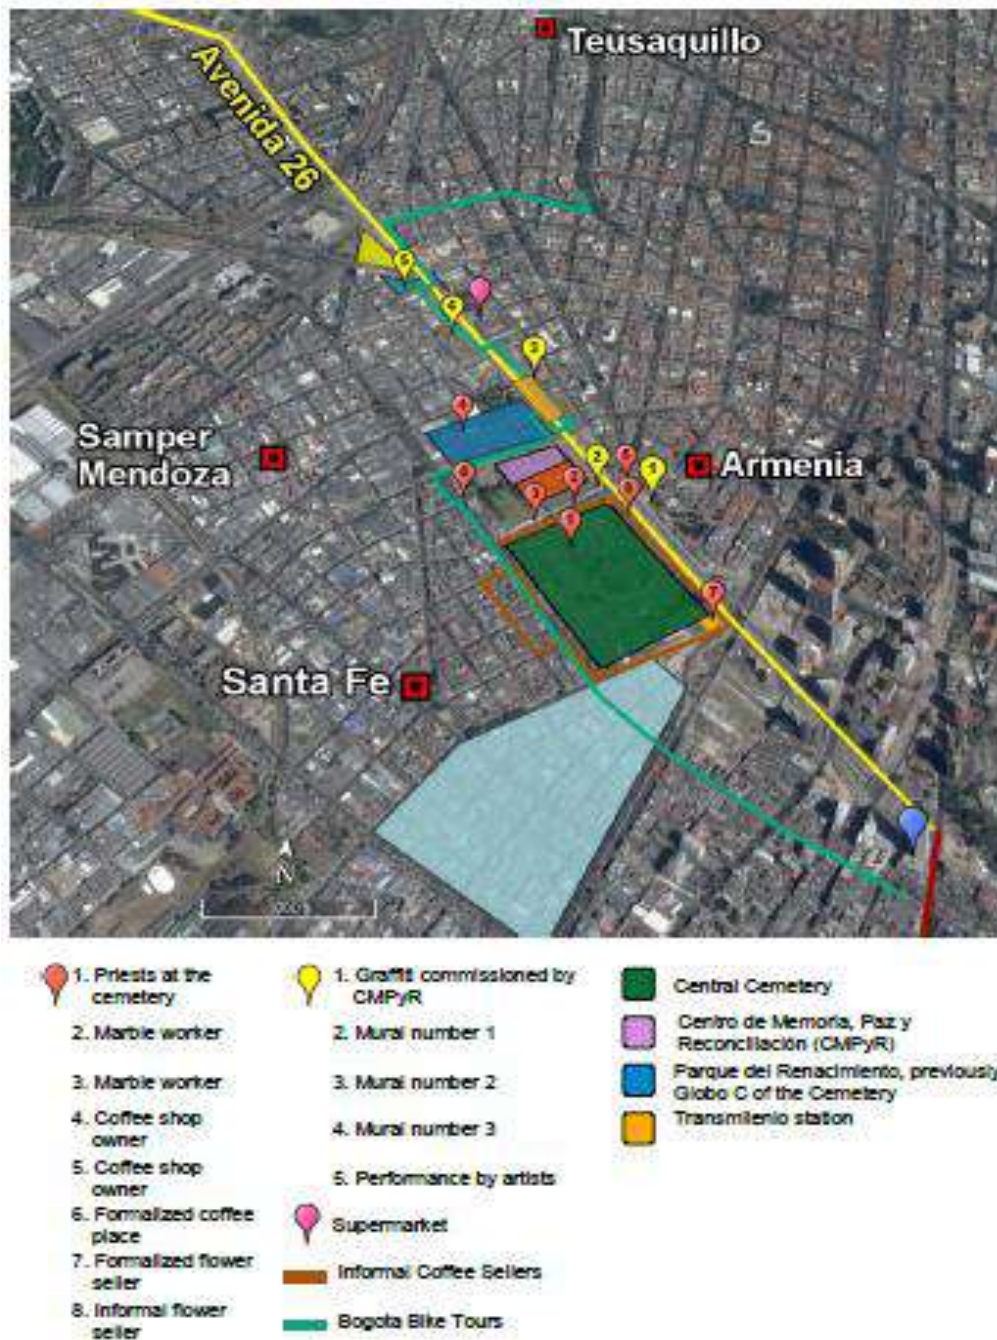 Teusaquillo
Avenida 26
Samper
Mendoza
Armenia
Santa Fe
N
1. Priests at the
cemetery
2. Marble worker
3. Marble worker
4. Coffee shop
owner
5. Coffee shop
owner
6. Formalized coffee
place
7. Formalized flower
seller
8. Informal flower
seller
1. Graffiti commissioned by
CMPyR
2. Mural number 1
3. Mural number 2
4. Mural number 3
5. Performance by artists
Supermarket
Informal Coffee Sellers
Bogota Bike Tours
Central Cemetery
Centro de Memoria, Paz y
Reconciliación (CMPyR)
Parque del Renacimiento, previously
Globo C of the Cemetery
Transmilenio station